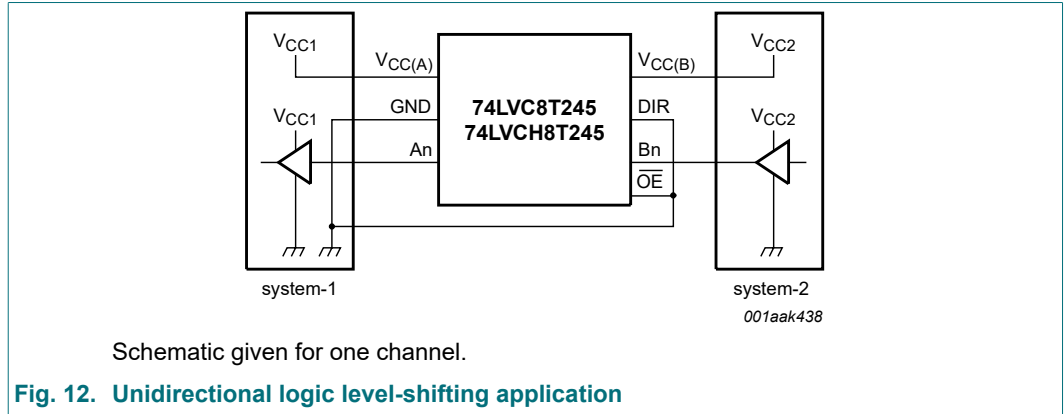 VCC1
VCC(A)
VCC(B)
VCC2
GND
74LVC8T245
DIR
VCC1
74LVCH8T245
VCC2
An
Bn
OE
system-1
system-2
001aak438
Schematic given for one channel.
Fig. 12. Unidirectional logic level-shifting application